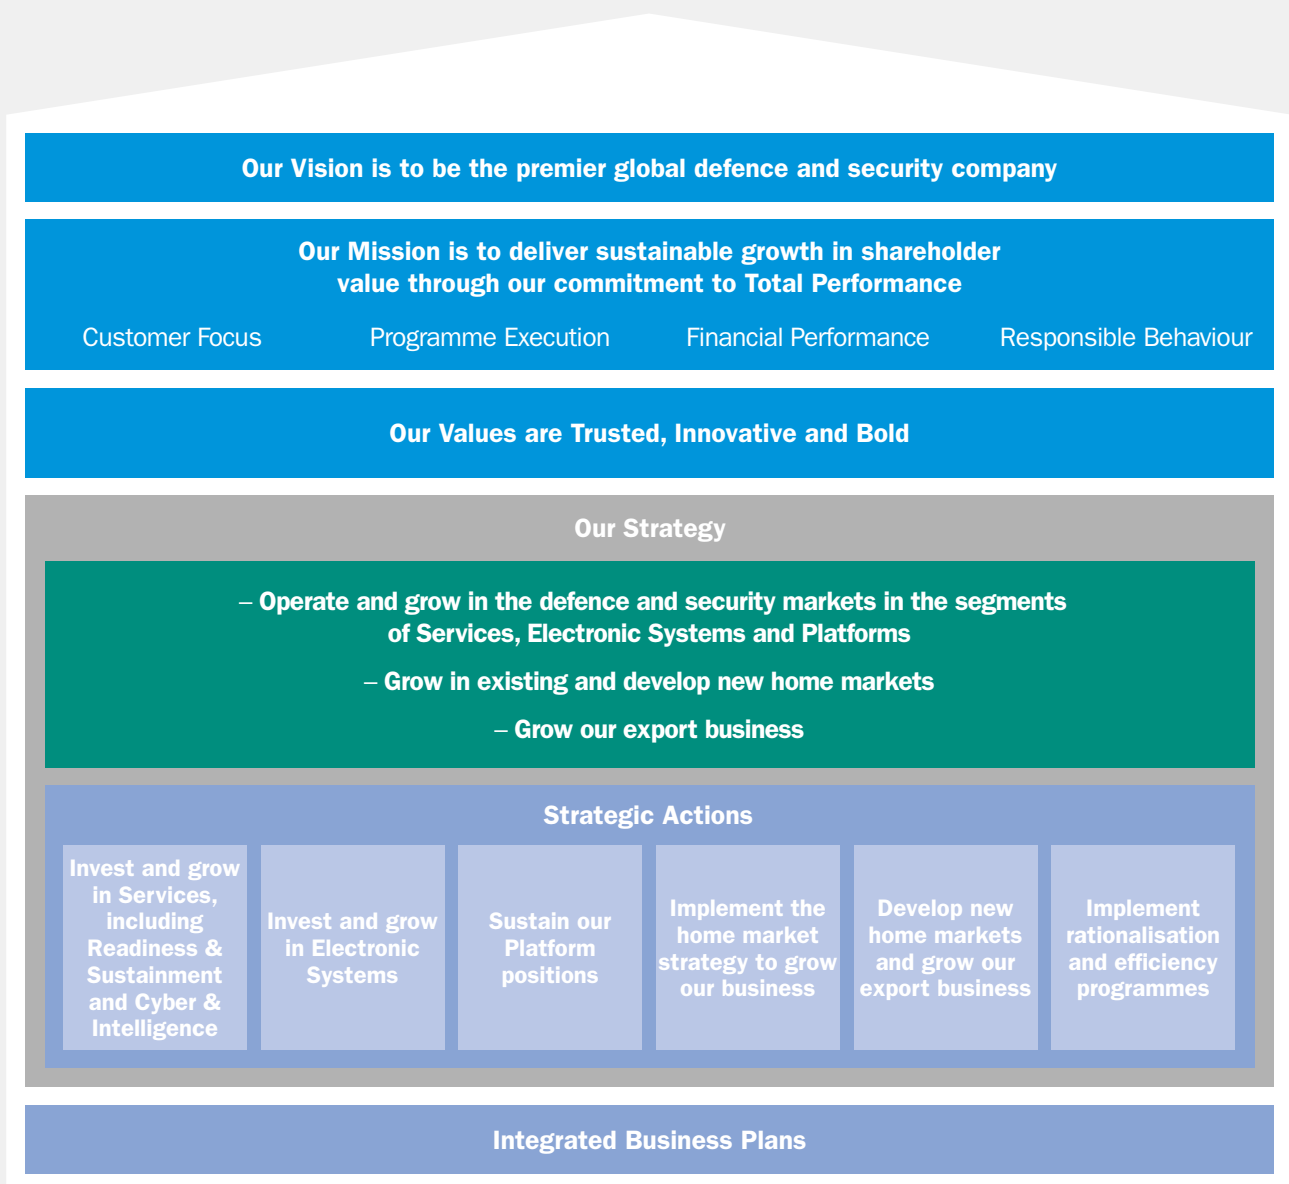 Our Vision is to be the premier global defence and security company
Our Mission is to deliver sustainable growth in shareholder
value through our commitment to Total Performance
Customer Focus Programme Execution Financial Performance Responsible Behaviour
Our Values are Trusted, Innovative and Bold
Our Strategy
– Operate and grow in the defence and security markets in the segments
of Services, Electronic Systems and Platforms
– Grow in existing and develop new home markets
– Grow our export business
Strategic Actions
Invest and grow
in Services,
including
Readiness &
Sustainment
and Cyber &
Intelligence
Invest and grow
in Electronic
Systems
Sustain our
Platform
positions
Implement the
home market
strategy to grow
our business
Develop new
home markets
and grow our
export business
Implement
rationalisation
and efficiency
programmes
Integrated Business Plans